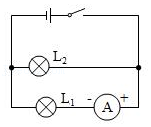 L₂
L₁ - A +